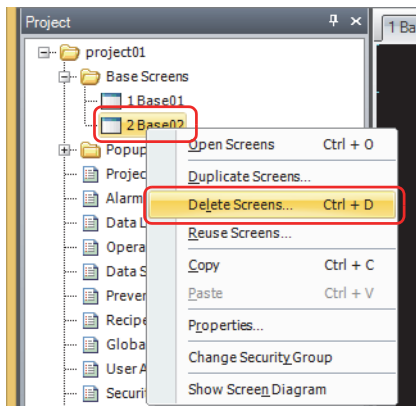 Project
1 Ba
project01
Base Screens
1 Base01
2 Base02
Popup
Open Screens Ctrl + O
Projec
Duplicate Screens...
Alarm
Delete Screens... Ctrl + D
Data L
Reuse Screens...
Opera
Copy Ctrl + C
Data S
Paste Ctrl + V
Preven
Properties...
Recipe
Globa
Change Security Group
User A
Show Screen Diagram
Securi